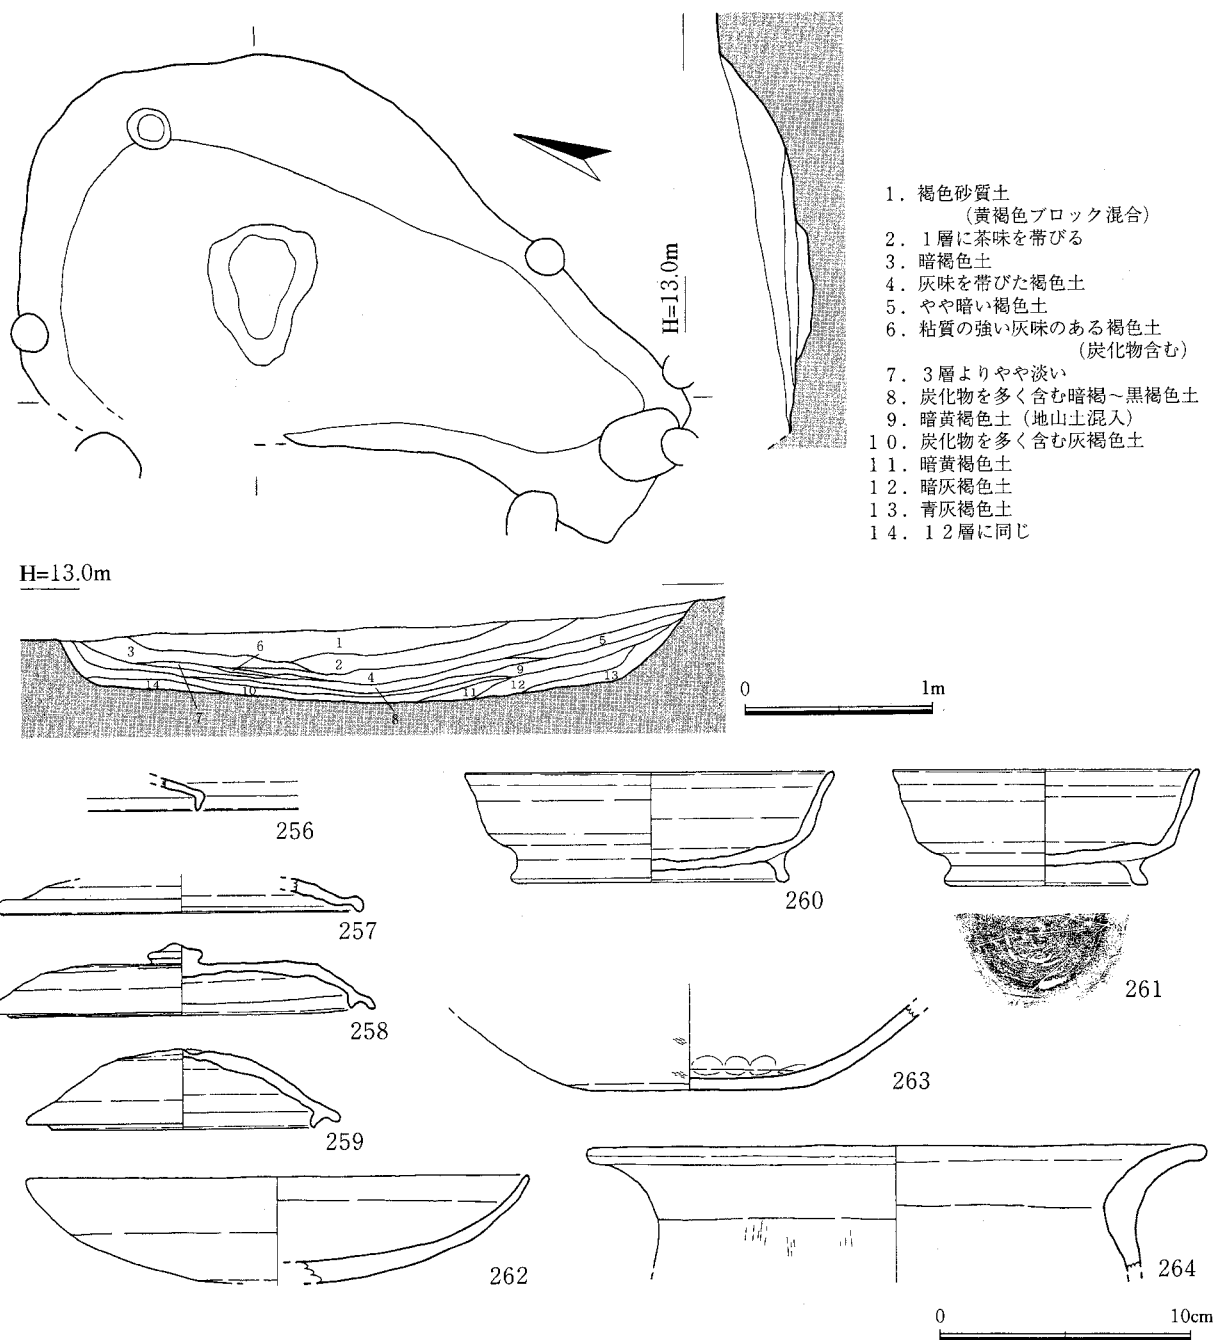 H=13.0m
1．褐色砂質土
（黄褐色ブロック混合）
2．1層に茶味を帯びる
3．暗褐色土
4．灰味を帯びた褐色土
5．やや暗い褐色土
6．粘質の強い灰味のある褐色土
（炭化物含む）
7．3層よりやや淡い
8．炭化物を多く含む暗褐～黒褐色土
9．暗黄褐色土（地山土混入）
10．炭化物を多く含む灰褐色土
11．暗黄褐色土
12．暗灰褐色土
13．青灰褐色土
14．12層に同じ
H=13.0m
1
2
3
4
5
6
7
8
9
10
11
12
13
14
0 1m
256
257
258
259
260
261
262
263
264
0 10cm